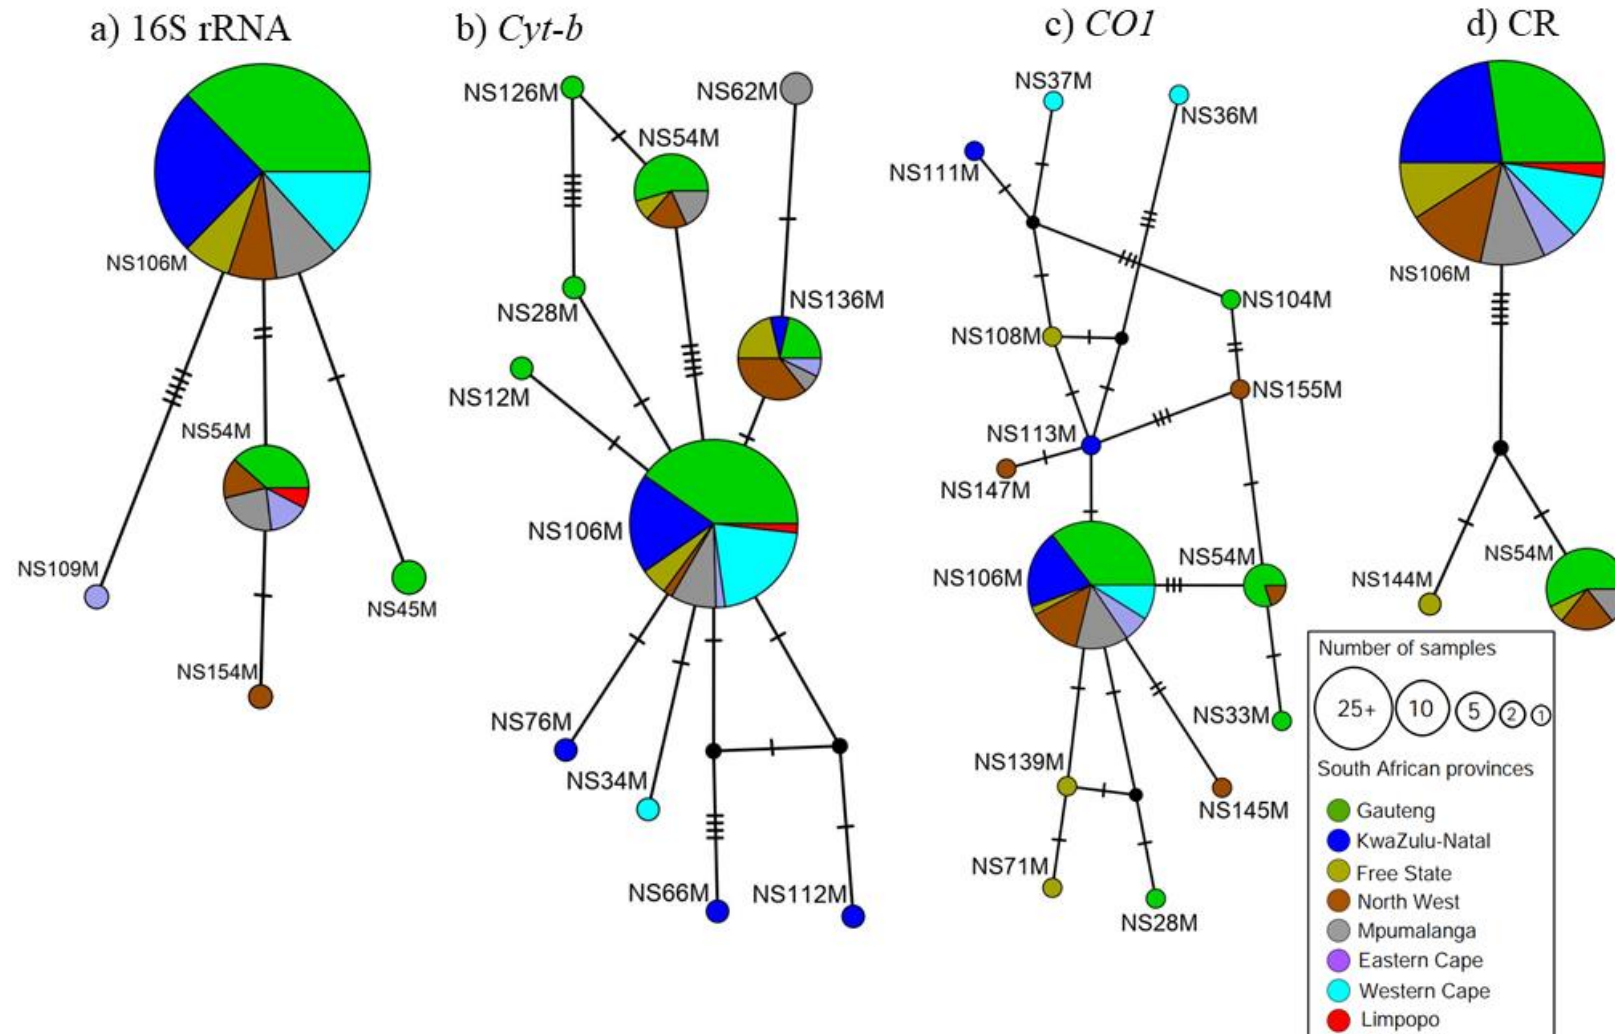 a) 16S rRNA
NS106M
NS54M
NS109M
NS45M
NS154M
b) Cyt-b
NS126M
NS62M
NS54M
NS28M
NS136M
NS12M
NS106M
NS76M
NS34M
NS66M
NS112M
c) CO1
NS37M
NS36M
NS111M
NS104M
NS108M
NS155M
NS113M
NS147M
NS106M
NS54M
NS33M
NS139M
NS145M
NS71M
NS28M
d) CR
NS106M
NS54M
NS144M
Number of samples
25+ 10 5 2 1
South African provinces
Gauteng
KwaZulu-Natal
Free State
North West
Mpumalanga
Eastern Cape
Western Cape
Limpopo